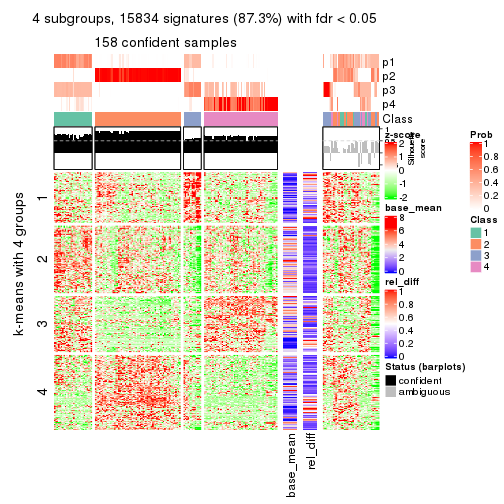 4 subgroups, 15834 signatures (87.3%) with fdr < 0.05
158 confident samples
p1
p2
p3
p4
Class
1
Silhouette
score
k-means with 4 groups
1
2
3
4
base_mean
rel_diff
z-score
2
1
0
-1
-2
base_mean
8
6
4
2
0
rel_diff
1
0.8
0.6
0.4
0.2
0
Status (barplots)
confident
ambiguous
Prob
1
0.8
0.6
0.4
0.2
0
Class
1
2
3
4